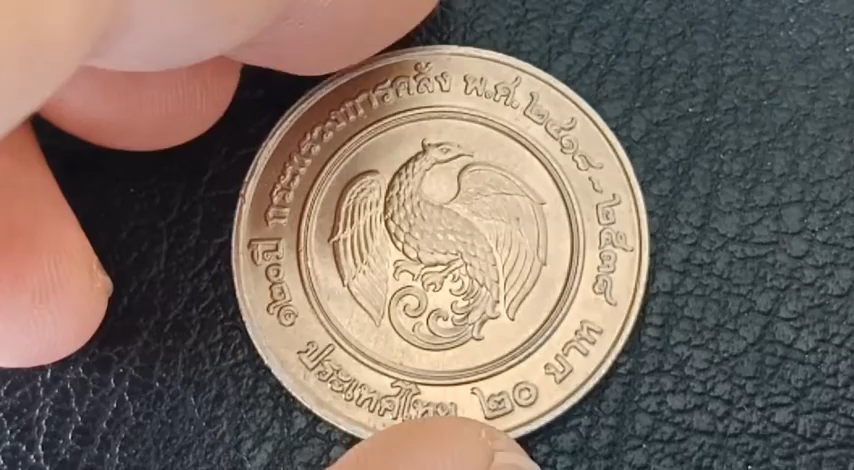 ๑๒๐ ปี กระทรวงการคลัง พ.ศ. ๒๔๑๘ - ๒๕๓๘
ประเทศไทย ๒๐ บาท